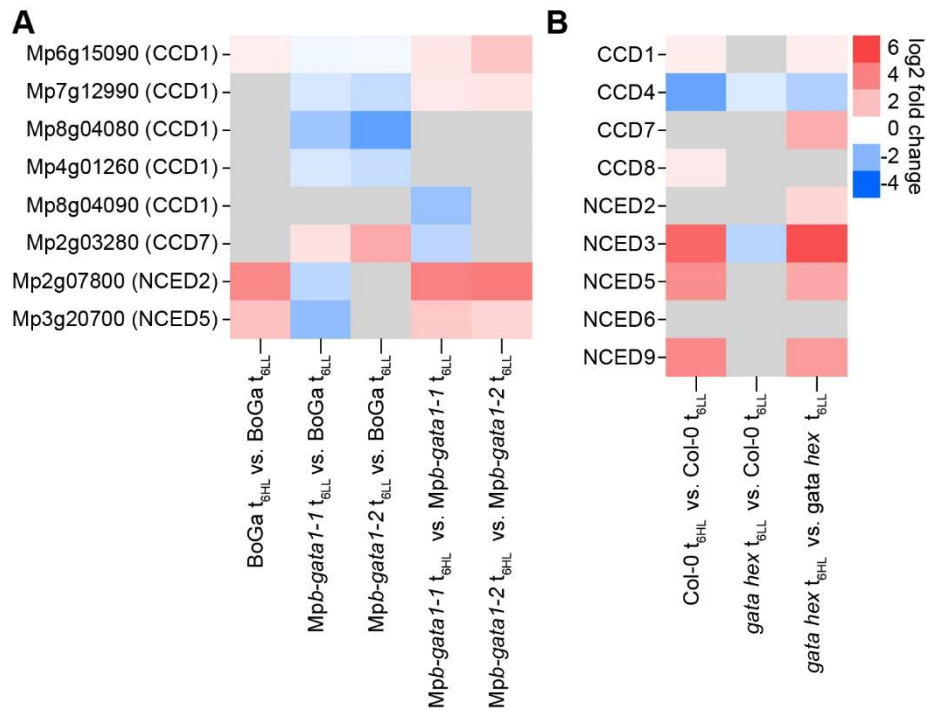 A
Mp6g15090 (CCD1)
Mp7g12990 (CCD1)
Mp8g04080 (CCD1)
Mp4g01260 (CCD1)
Mp8g04090 (CCD1)
Mp2g03280 (CCD7)
Mp2g07800 (NCED2)
Mp3g20700 (NCED5)
BoGa t6HL vs. BoGa t6LL
Mpb-gata1-1 t6LL vs. BoGa t6LL
Mpb-gata1-2 t6LL vs. BoGa t6LL
Mpb-gata1-1 t6HL vs. Mpb-gata1-1 t6LL
Mpb-gata1-2 t6HL vs. Mpb-gata1-2 t6LL
B
CCD1
CCD4
CCD7
CCD8
NCED2
NCED3
NCED5
NCED6
NCED9
Col-0 t6HL vs. Col-0 t6LL
gata hex t6LL vs. Col-0 t6LL
gata hex t6HL vs. gata hex t6LL
6
4
2
0
-2
-4
log2 fold change